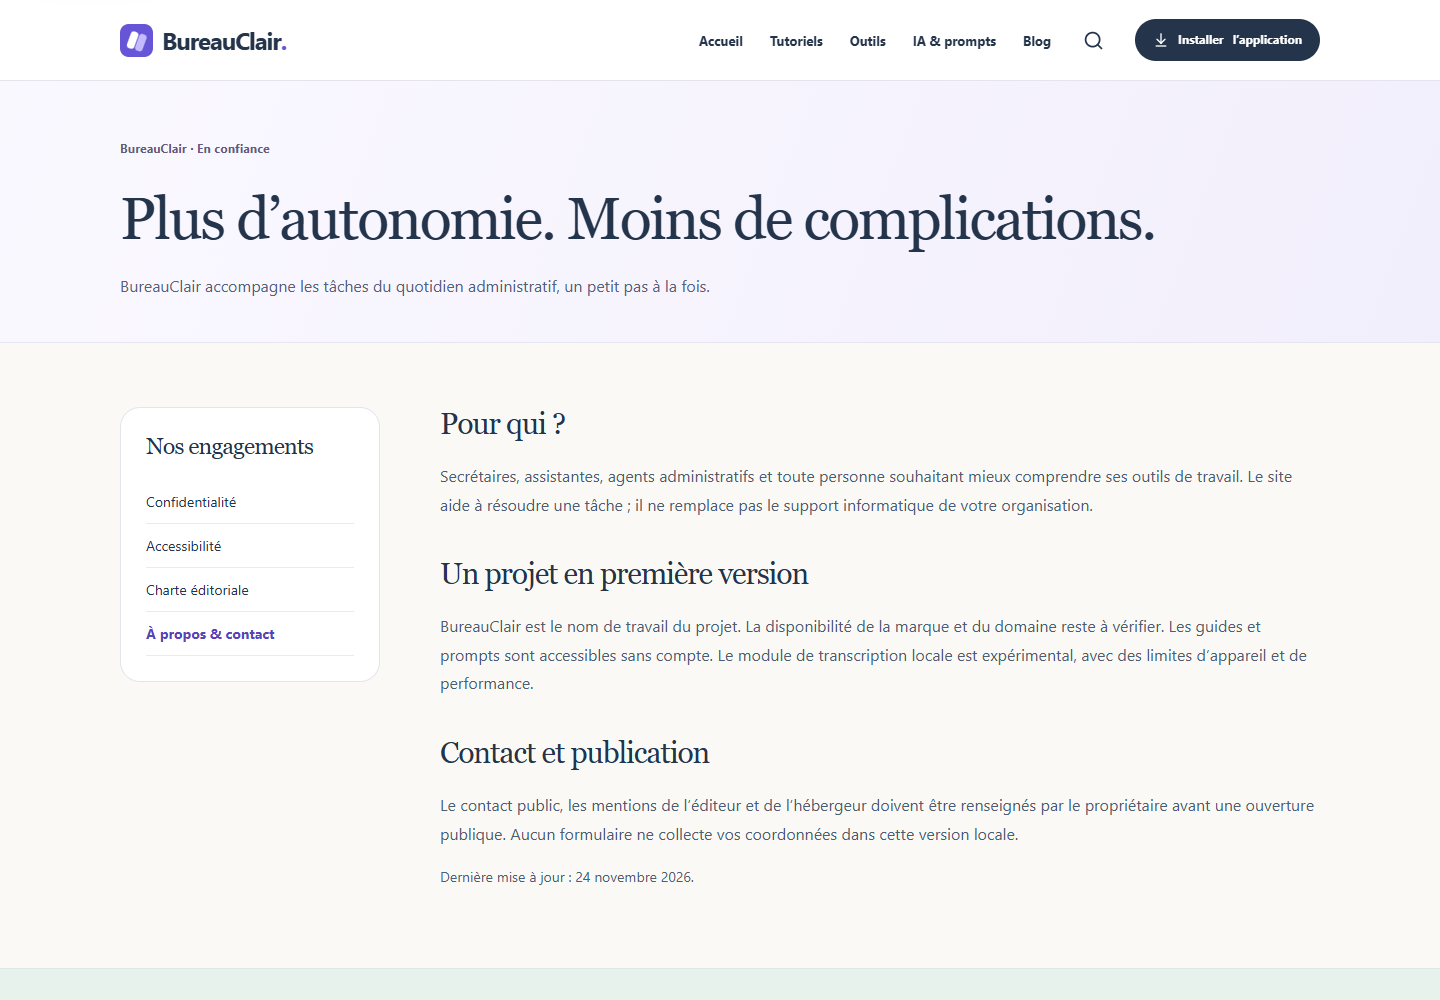 BureauClair.
Accueil
Tutoriels
Outils
IA & prompts
Blog
Installer l’application
BureauClair · En confiance
Plus d’autonomie. Moins de complications.
BureauClair accompagne les tâches du quotidien administratif, un petit pas à la fois.
Nos engagements
Confidentialité
Accessibilité
Charte éditoriale
À propos & contact
Pour qui ?
Secrétaires, assistantes, agents administratifs et toute personne souhaitant mieux comprendre ses outils de travail. Le site
aide à résoudre une tâche ; il ne remplace pas le support informatique de votre organisation.
Un projet en première version
BureauClair est le nom de travail du projet. La disponibilité de la marque et du domaine reste à vérifier. Les guides et
prompts sont accessibles sans compte. Le module de transcription locale est expérimental, avec des limites d’appareil et de
performance.
Contact et publication
Le contact public, les mentions de l’éditeur et de l’hébergeur doivent être renseignés par le propriétaire avant une ouverture
publique. Aucun formulaire ne collecte vos coordonnées dans cette version locale.
Dernière mise à jour : 24 novembre 2026.